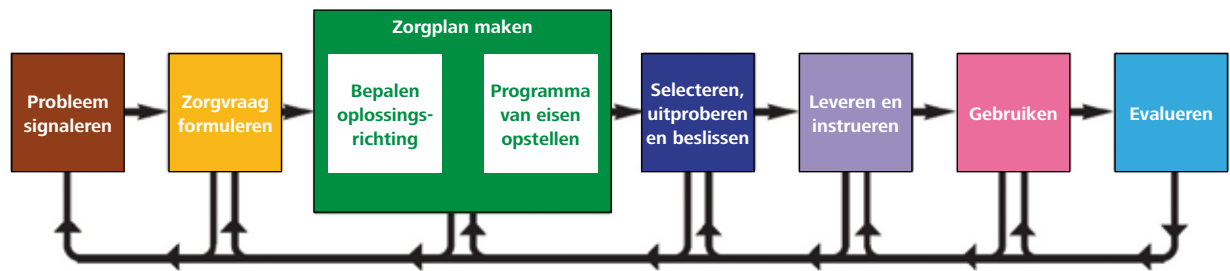 Probleem
signaleren
Zorgvraag
formuleren
Zorgplan maken
Bepalen
oplossings-
richting
Programma
van eisen
opstellen
Selecteren,
uitproberen
en beslissen
Leveren en
instrueren
Gebruiken
Evalueren